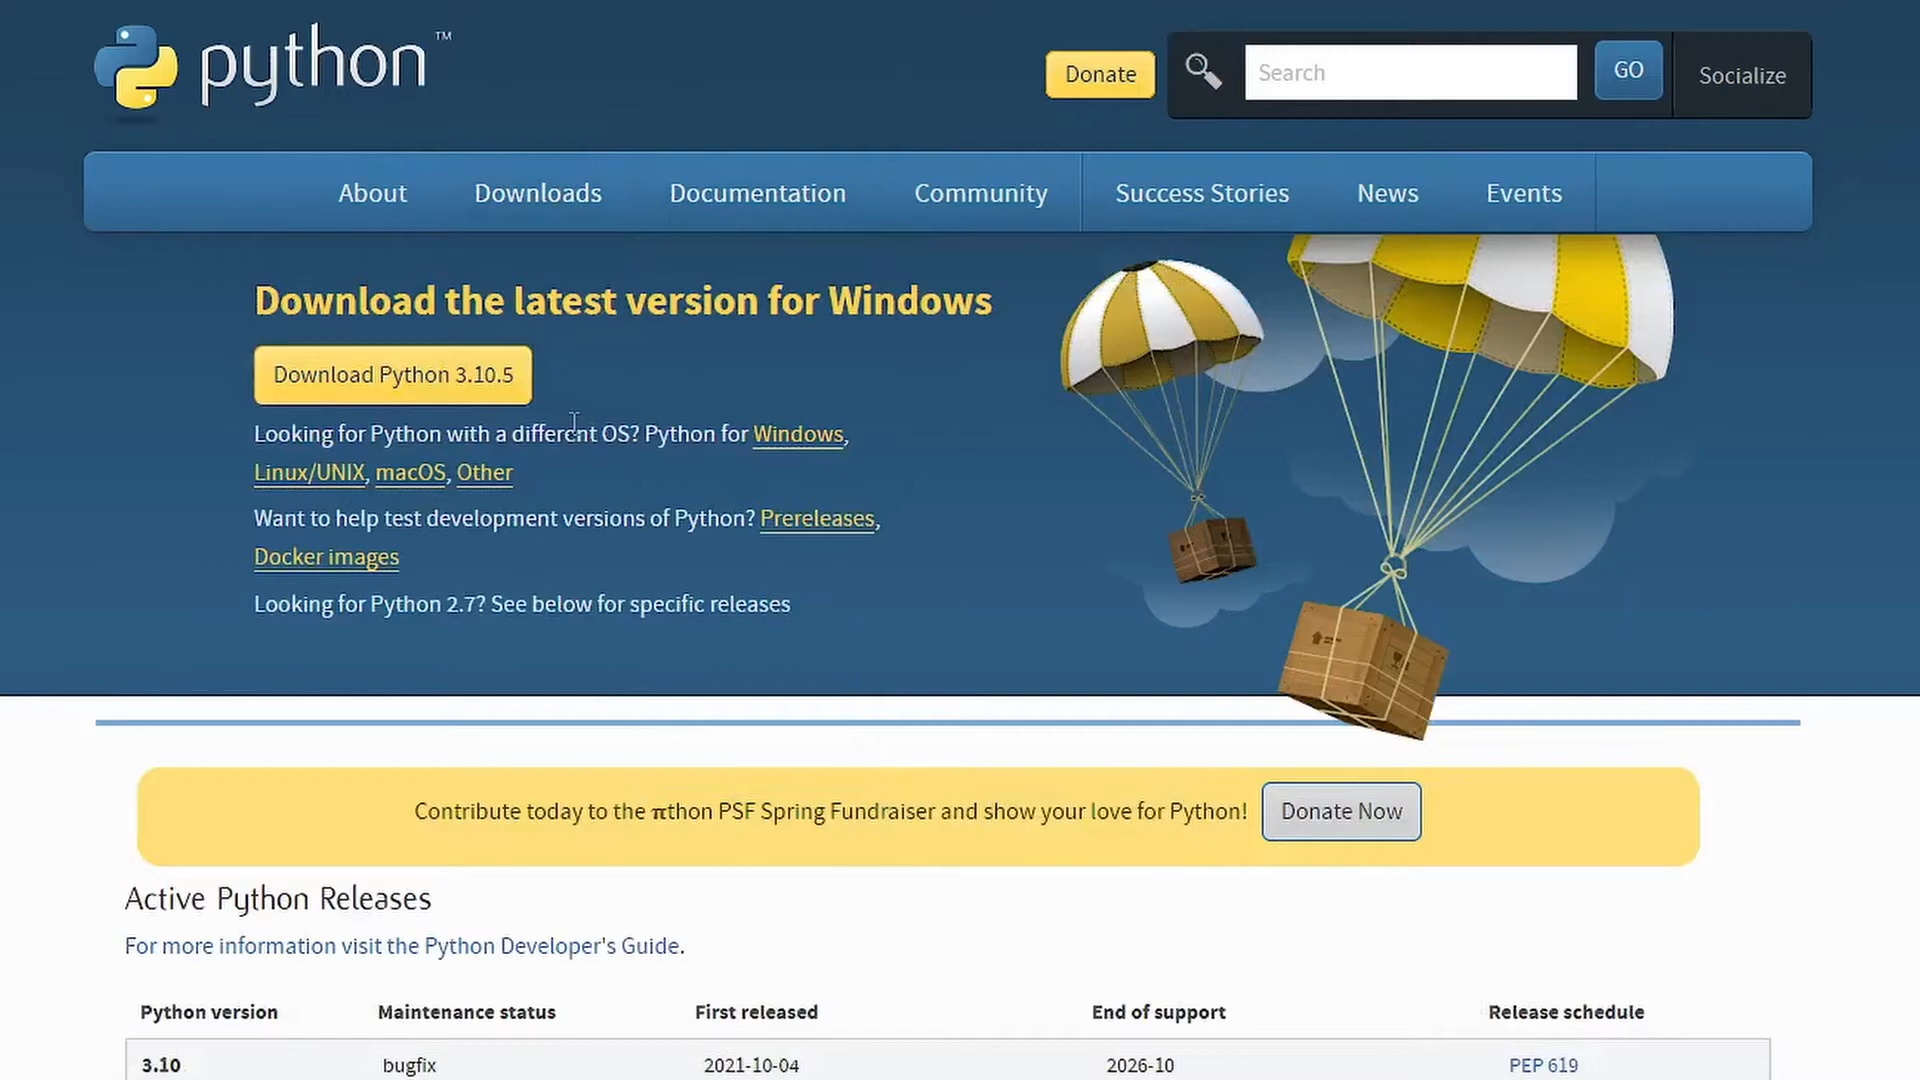 python™
Donate
Search
GO
Socialize
About
Downloads
Documentation
Community
Success Stories
News
Events
Download the latest version for Windows
Download Python 3.10.5
Looking for Python with a different OS? Python for Windows,
Linux/UNIX, macOS, Other
Want to help test development versions of Python? Prereleases,
Docker images
Looking for Python 2.7? See below for specific releases
Contribute today to the πthon PSF Spring Fundraiser and show your love for Python!
Donate Now
Active Python Releases
For more information visit the Python Developer's Guide.
Python version Maintenance status First released End of support Release schedule
3.10 bugfix 2021-10-04 2026-10 PEP 619